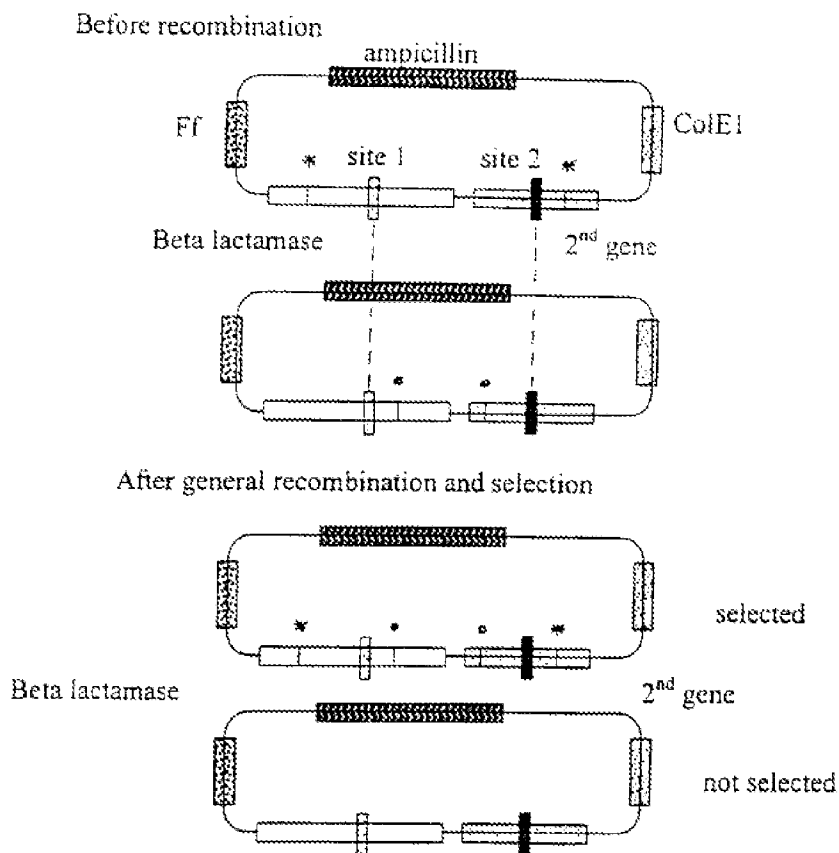 Before recombination
ampicillin
Ff
ColE1
* site 1 site 2 *
Beta lactamase 2nd gene
After general recombination and selection
selected
* *
Beta lactamase 2nd gene
not selected